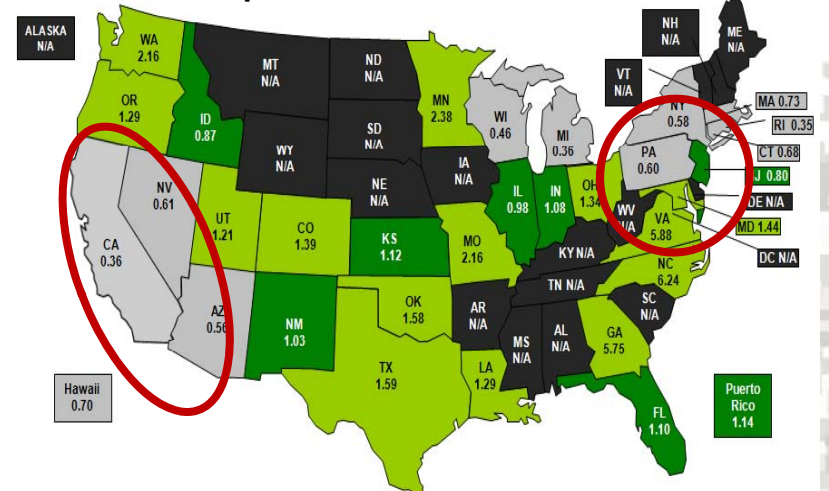 ALASKA
N/A
WA
2.16
OR
1.29
ID
0.87
MT
N/A
ND
N/A
MN
2.38
SD
N/A
WY
N/A
NE
N/A
IA
N/A
WI
0.46
MI
0.36
NH
N/A
ME
N/A
VT
N/A
NY
0.58
MA 0.73
RI 0.35
CT 0.68
PA
0.60
J 0.80
DE N/A
MD 1.44
DC N/A
CA
0.36
NV
0.61
UT
1.21
CO
1.39
KS
1.12
MO
2.16
IL
0.98
IN
1.08
OH
1.34
WV
N/A
VA
5.88
KY N/A
NC
6.24
TN N/A
SC
N/A
AZ
0.56
NM
1.03
OK
1.58
AR
N/A
MS
N/A
AL
N/A
GA
5.75
TX
1.59
LA
1.29
FL
1.10
Hawaii
0.70
Puerto
Rico
1.14